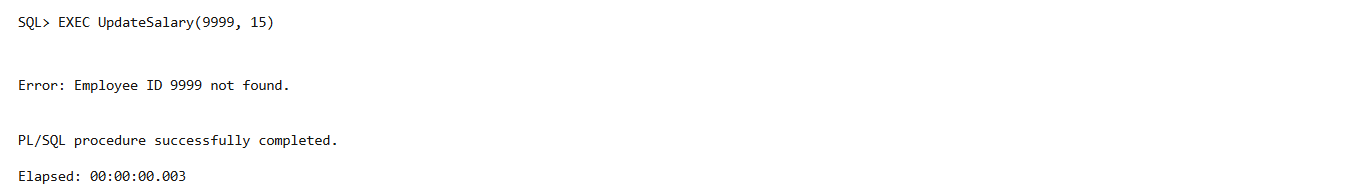 SQL> EXEC UpdateSalary(9999, 15)
Error: Employee ID 9999 not found.
PL/SQL procedure successfully completed.
Elapsed: 00:00:00.003